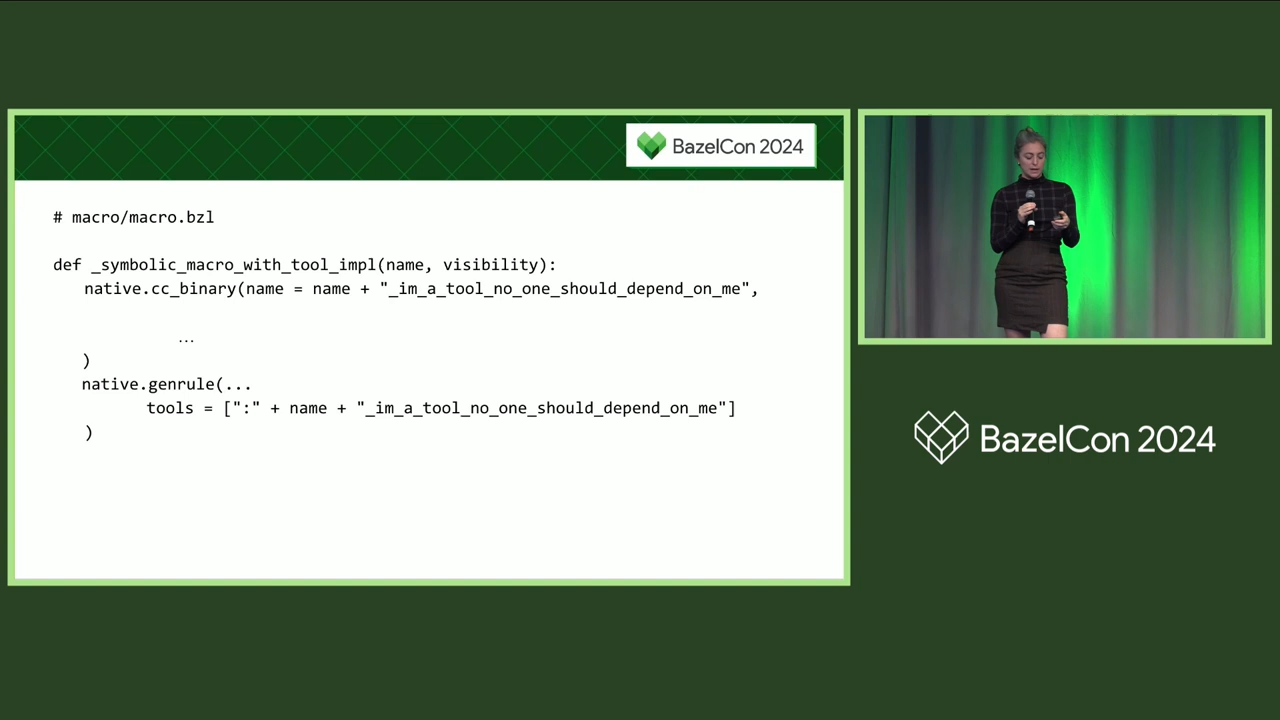 BazelCon 2024
# macro/macro.bzl
def _symbolic_macro_with_tool_impl(name, visibility):
native.cc_binary(name = name + "_im_a_tool_no_one_should_depend_on_me",
...
)
native.genrule(...
tools = [":" + name + "_im_a_tool_no_one_should_depend_on_me"]
)
BazelCon 2024